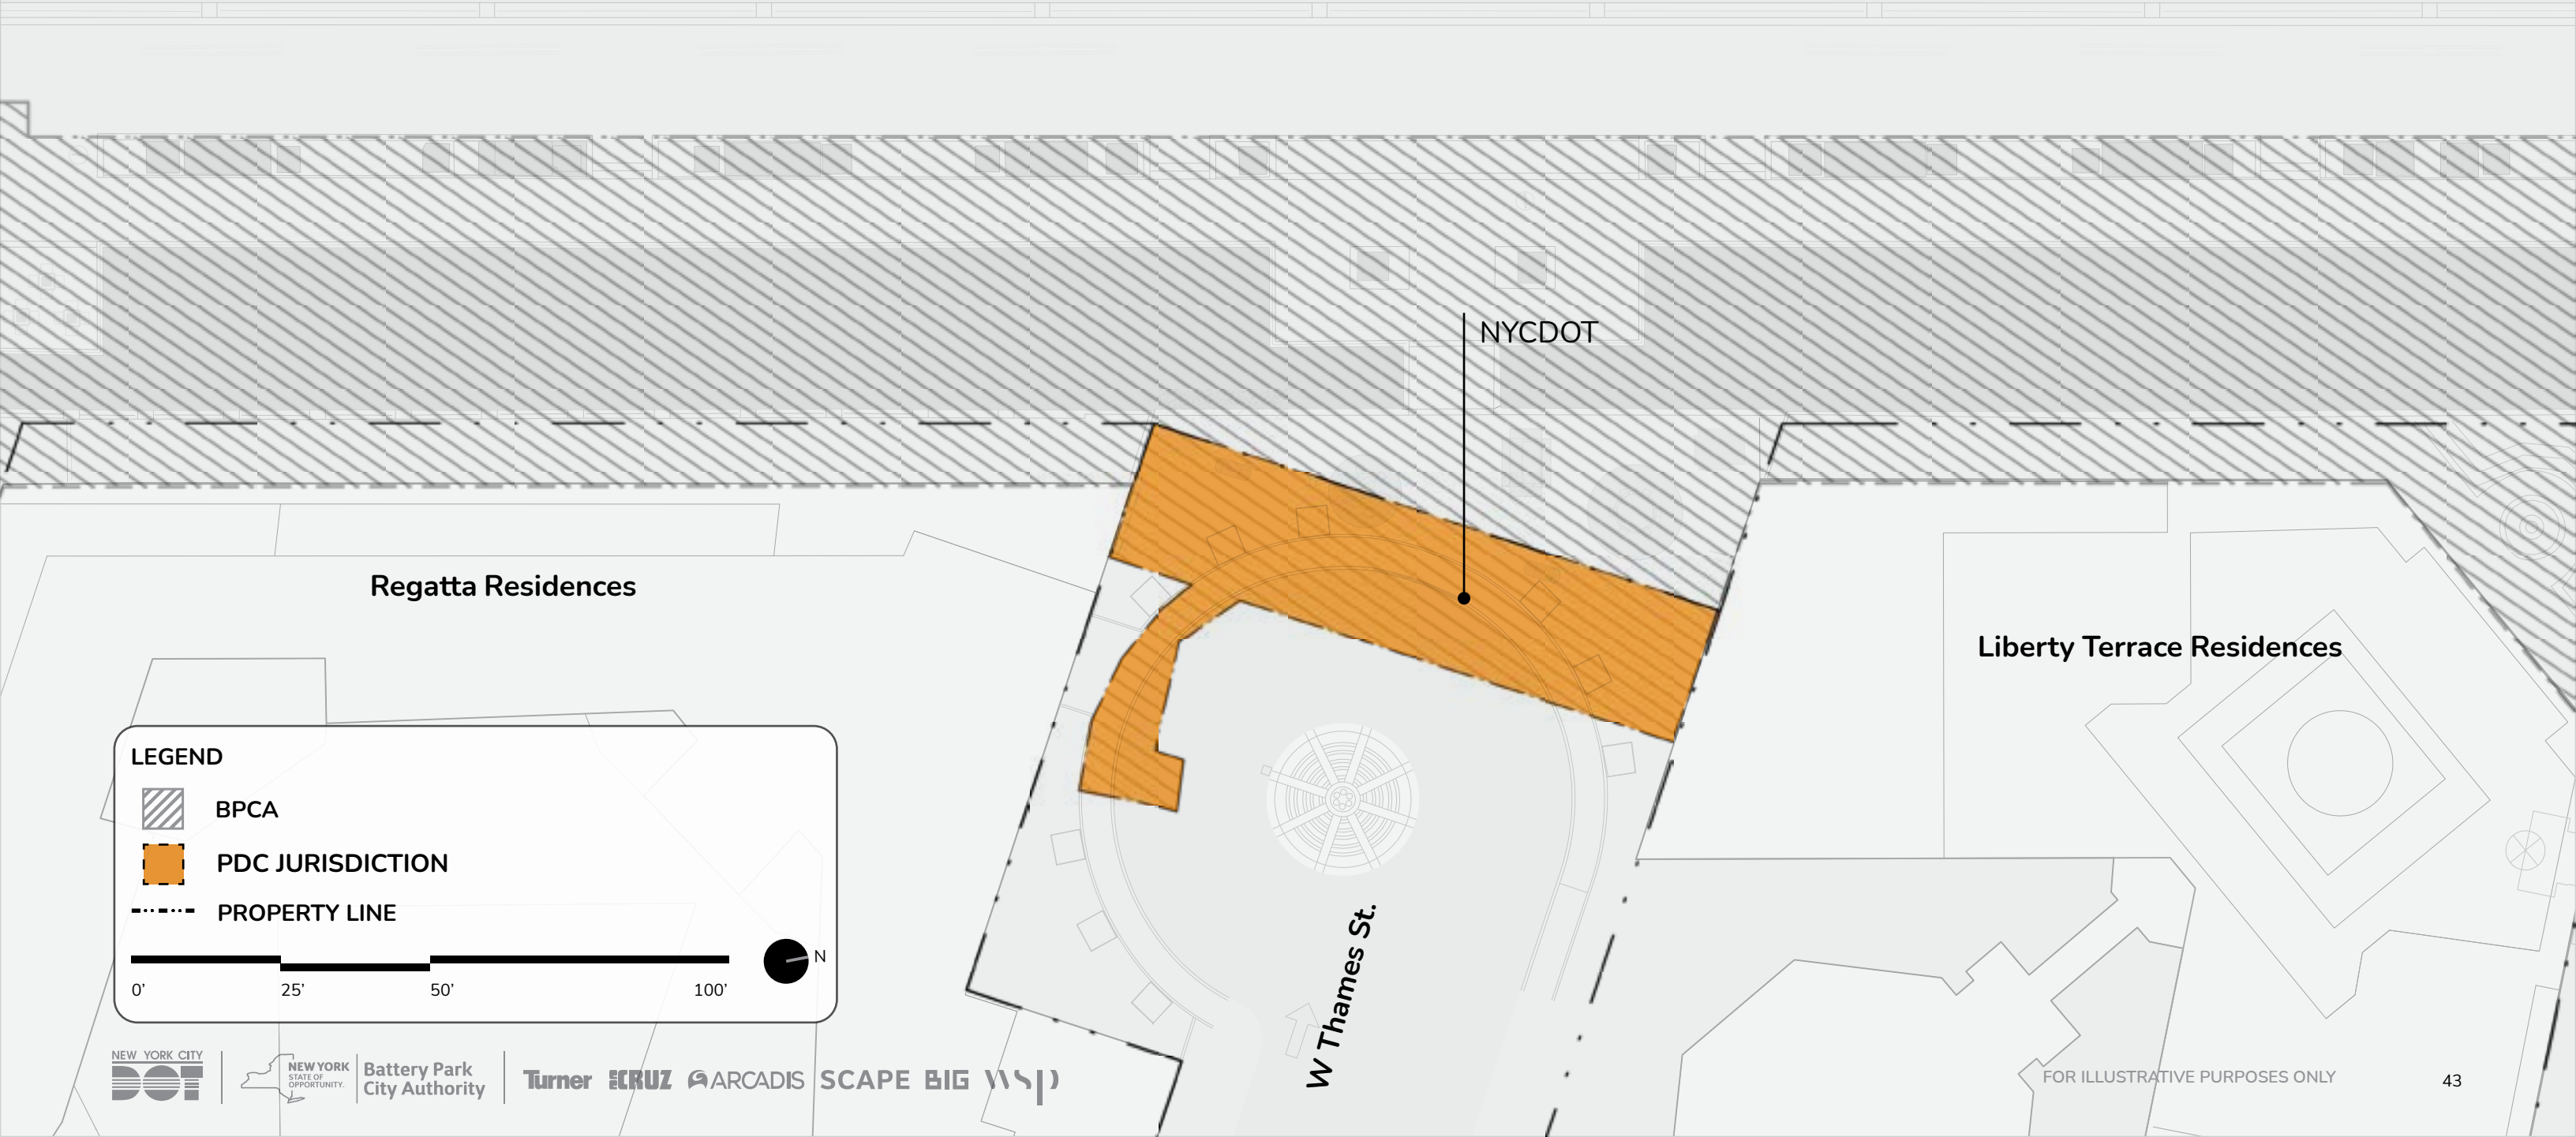 NYCDOT
Regatta Residences
Liberty Terrace Residences
W Thames St.
LEGEND
BPCA
PDC JURISDICTION
PROPERTY LINE
N
0’ 25’ 50’ 100’
NEW YORK CITY
DOT
NEW YORK
STATE OF
OPPORTUNITY.
Battery Park
City Authority
Turner
CRUZ
ARCADIS
SCAPE
BIG
wsp
FOR ILLUSTRATIVE PURPOSES ONLY
43